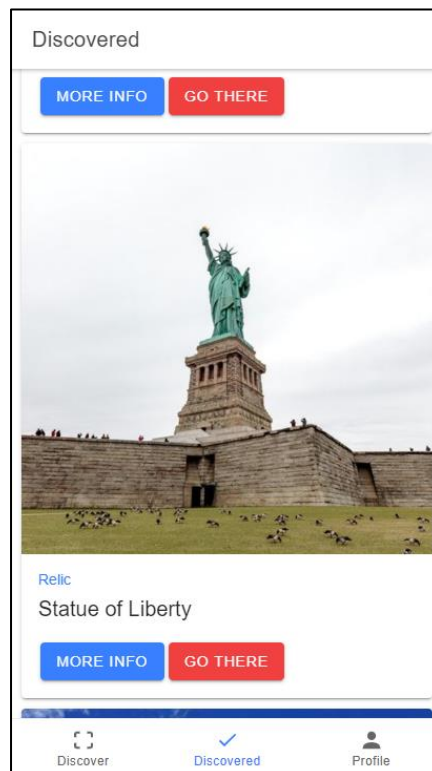 Discovered
MORE INFO GO THERE
Relic
Statue of Liberty
MORE INFO GO THERE
Discover Discovered Profile